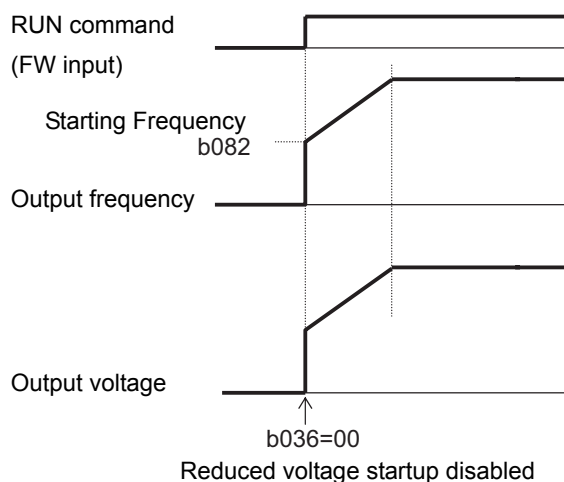 RUN command
(FW input)
Starting Frequency
b082
Output frequency
Output voltage
b036=00
Reduced voltage startup disabled